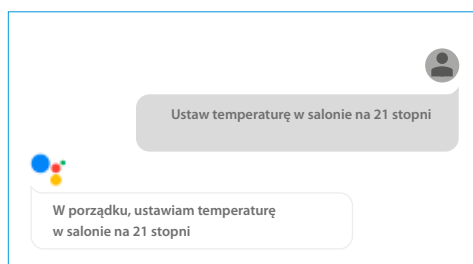 Ustaw temperaturę w salonie na 21 stopni
W porządku, ustawiam temperaturę
w salonie na 21 stopni